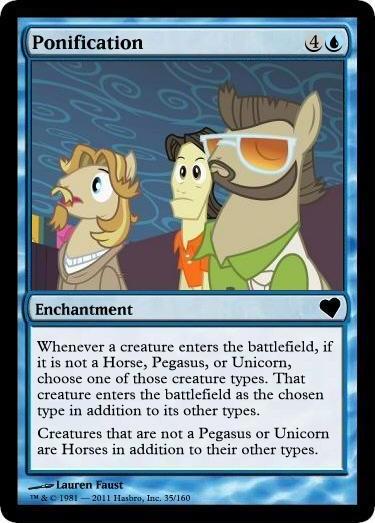 Ponification 4
Enchantment
Whenever a creature enters the battlefield, if
it is not a Horse, Pegasus, or Unicorn,
choose one of those creature types. That
creature enters the battlefield as the chosen
type in addition to its other types.
Creatures that are not a Pegasus or Unicorn
are Horses in addition to their other types.
Lauren Faust
™ & © 1981 — 2011 Hasbro, Inc. 35/160